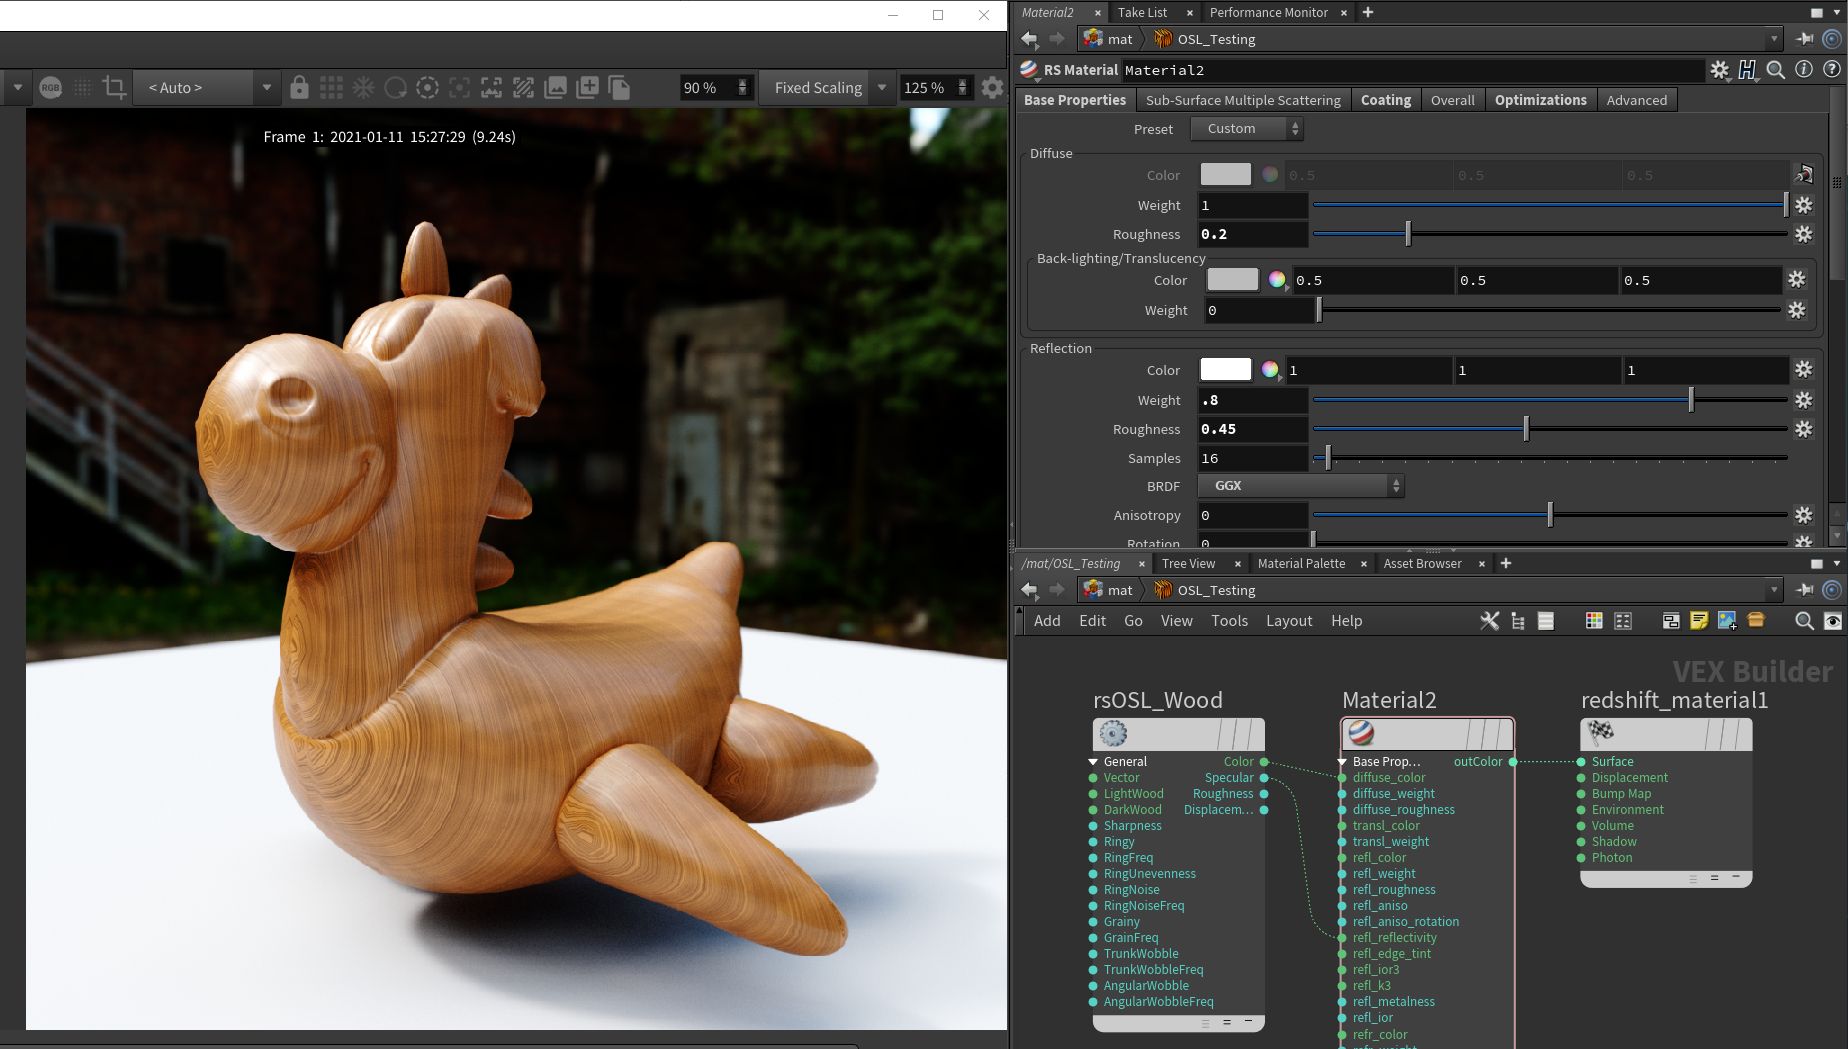 RGB
< Auto >
90 %
Fixed Scaling
125 %
Frame 1: 2021-01-11 15:27:29 (9.24s)
Material2 × Take List × Performance Monitor ×
mat OSL_Testing
RS Material Material2
Base Properties Sub-Surface Multiple Scattering Coating Overall Optimizations Advanced
Preset Custom
Diffuse
Color 0.5 0.5 0.5
Weight 1
Roughness 0.2
Back-lighting/Translucency
Color 0.5 0.5 0.5
Weight 0
Reflection
Color 1 1 1
Weight .8
Roughness 0.45
Samples 16
BRDF GGX
Anisotropy 0
Rotation 0
/mat/OSL_Testing × Tree View × Material Palette × Asset Browser ×
mat OSL_Testing
Add Edit Go View Tools Layout Help
VEX Builder
rsOSL_Wood
General Color
Vector Specular
LightWood Roughness
DarkWood Displacem...
Sharpness
Ringy
RingFreq
RingUnevenness
RingNoise
RingNoiseFreq
Grainy
GrainFreq
TrunkWobble
TrunkWobbleFreq
AngularWobble
AngularWobbleFreq
Material2
Base Prop... outColor
diffuse_color
diffuse_weight
diffuse_roughness
transl_color
transl_weight
refl_color
refl_weight
refl_roughness
refl_aniso
refl_aniso_rotation
refl_reflectivity
refl_edge_tint
refl_ior3
refl_k3
refl_metalness
refl_ior
refr_color
refr_weight
redshift_material1
Surface
Displacement
Bump Map
Environment
Volume
Shadow
Photon